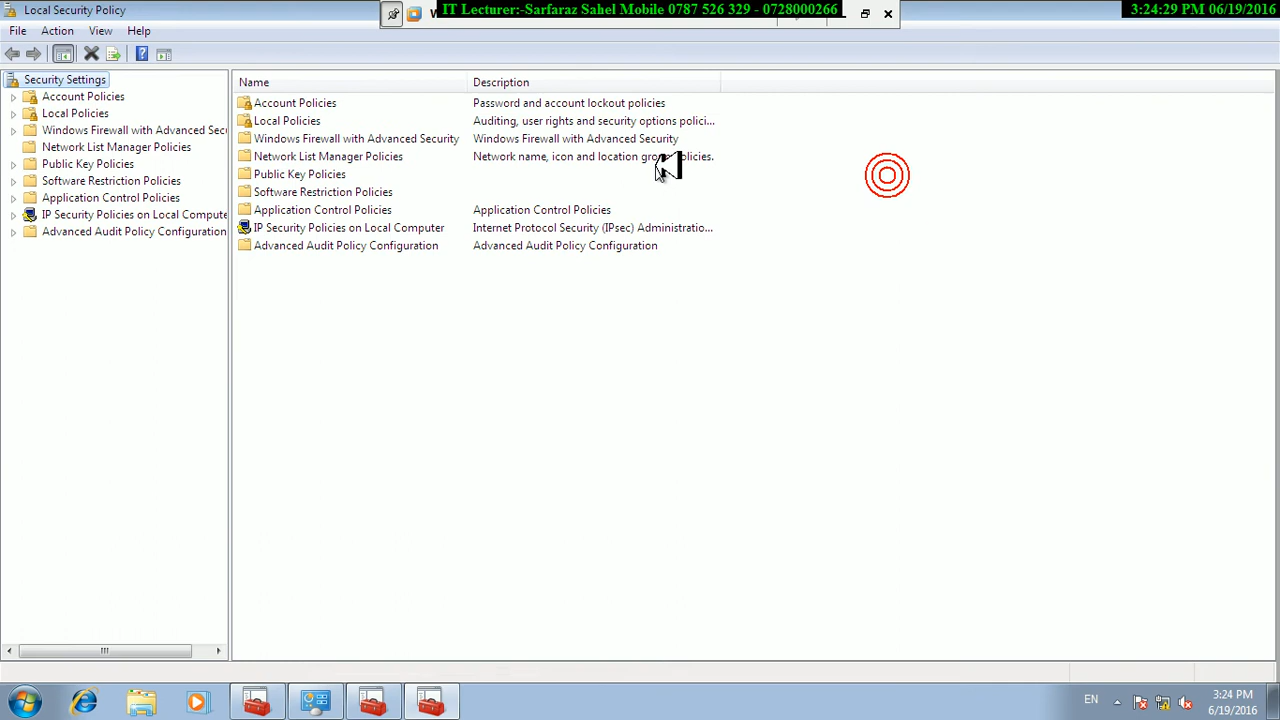 Local Security Policy
IT Lecturer:-Sarfaraz Sahel Mobile 0787 526 329 - 0728000266
3:24:29 PM 06/19/2016
File Action View Help
Security Settings
Account Policies
Local Policies
Windows Firewall with Advanced Secu
Network List Manager Policies
Public Key Policies
Software Restriction Policies
Application Control Policies
IP Security Policies on Local Compute
Advanced Audit Policy Configuration
Name Description
Account Policies Password and account lockout policies
Local Policies Auditing, user rights and security options polici...
Windows Firewall with Advanced Security Windows Firewall with Advanced Security
Network List Manager Policies Network name, icon and location policies.
Public Key Policies
Software Restriction Policies
Application Control Policies Application Control Policies
IP Security Policies on Local Computer Internet Protocol Security (IPsec) Administratio...
Advanced Audit Policy Configuration Advanced Audit Policy Configuration
EN
3:24 PM
6/19/2016